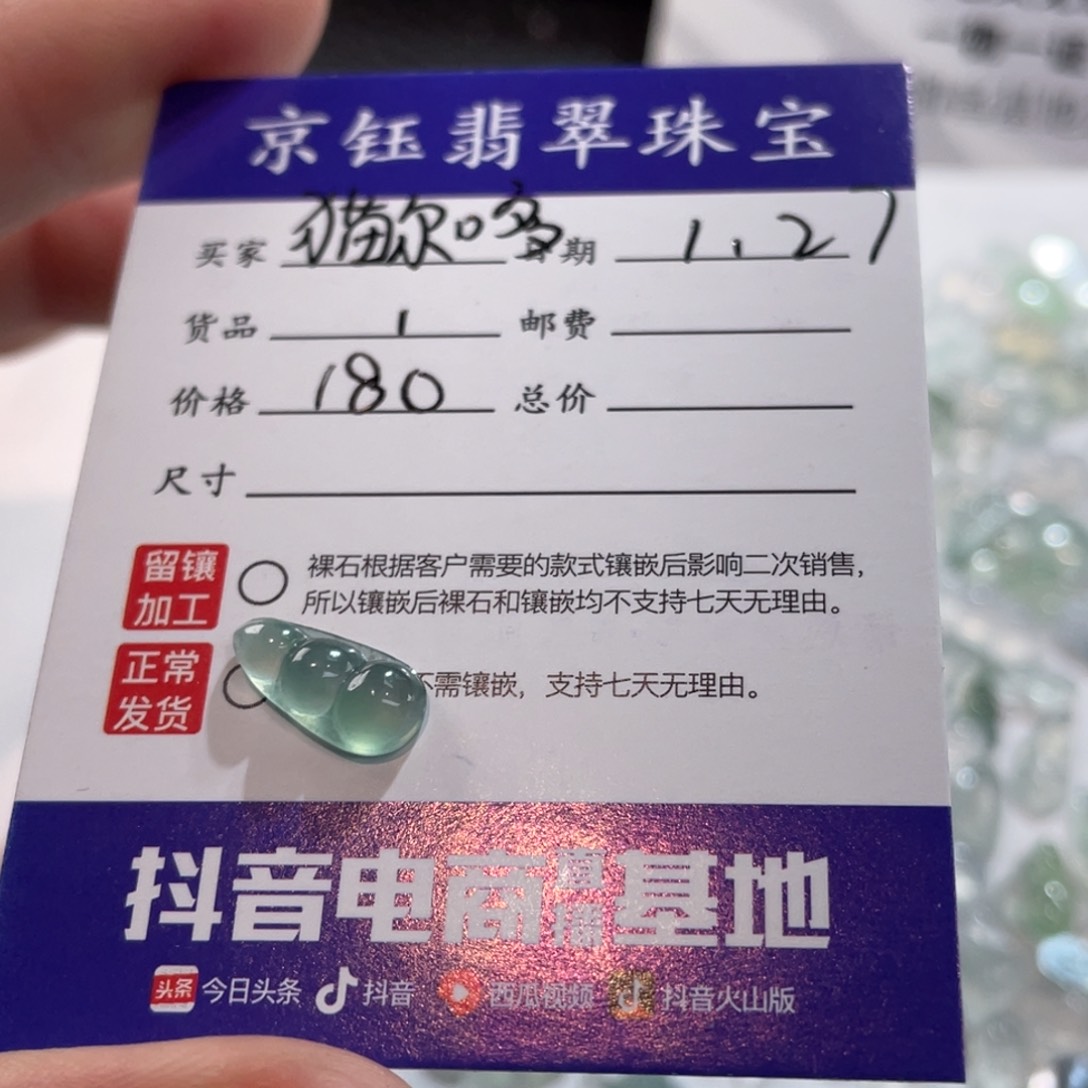 京钰翡翠珠宝
买家 猫尔哆 日期 1.27
货品 1 邮费
价格 180 总价
尺寸
留镶加工 裸石根据客户需要的款式镶嵌后影响二次销售，
所以镶嵌后裸石和镶嵌均不支持七天无理由。
正常发货 不需镶嵌，支持七天无理由。
抖音电商直播基地
头条 今日头条 抖音 西瓜视频 抖音火山版